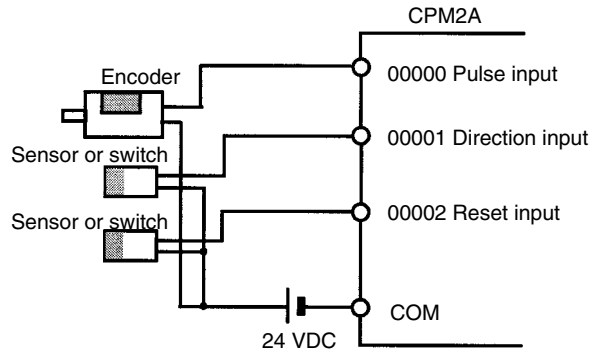 CPM2A
Encoder
00000 Pulse input
00001 Direction input
Sensor or switch
Sensor or switch
00002 Reset input
COM
24 VDC